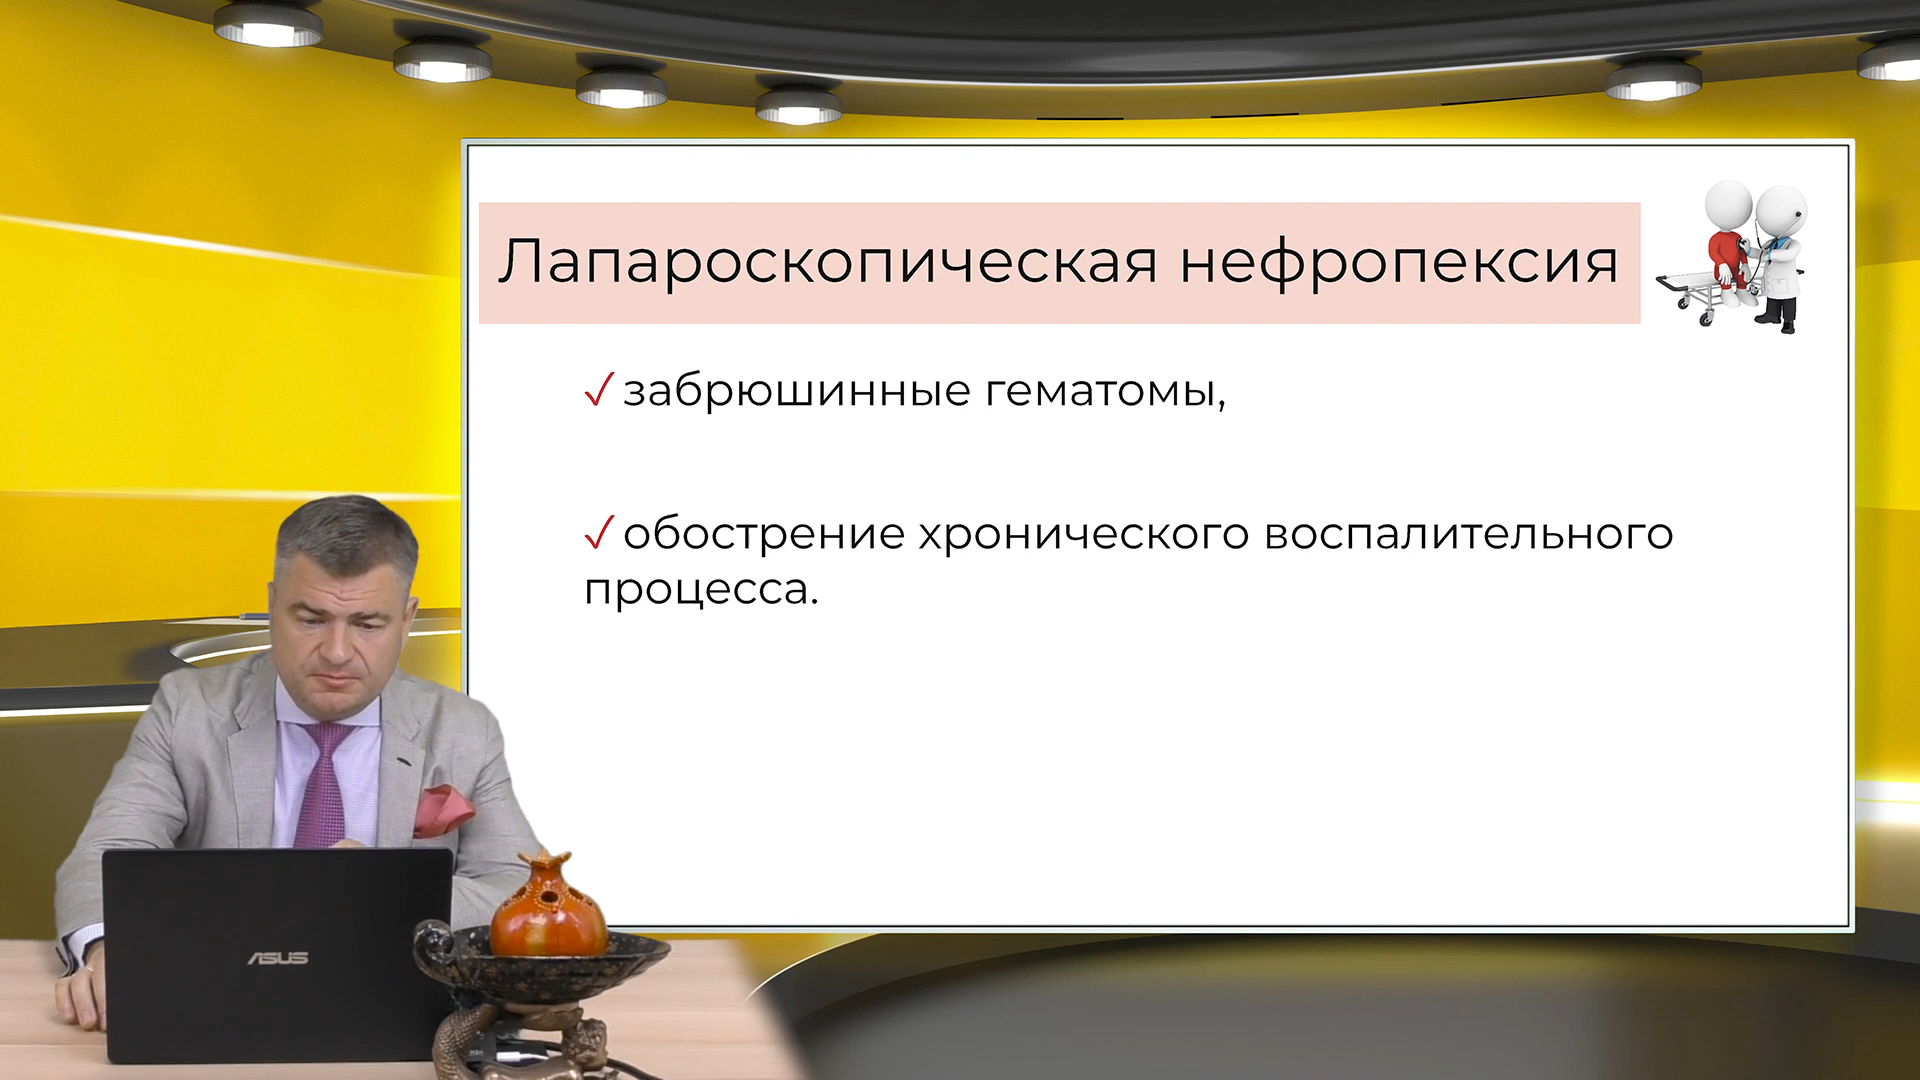 Лапароскопическая нефропексия
✓ забрюшинные гематомы,
✓ обострение хронического воспалительного
процесса.
ASUS